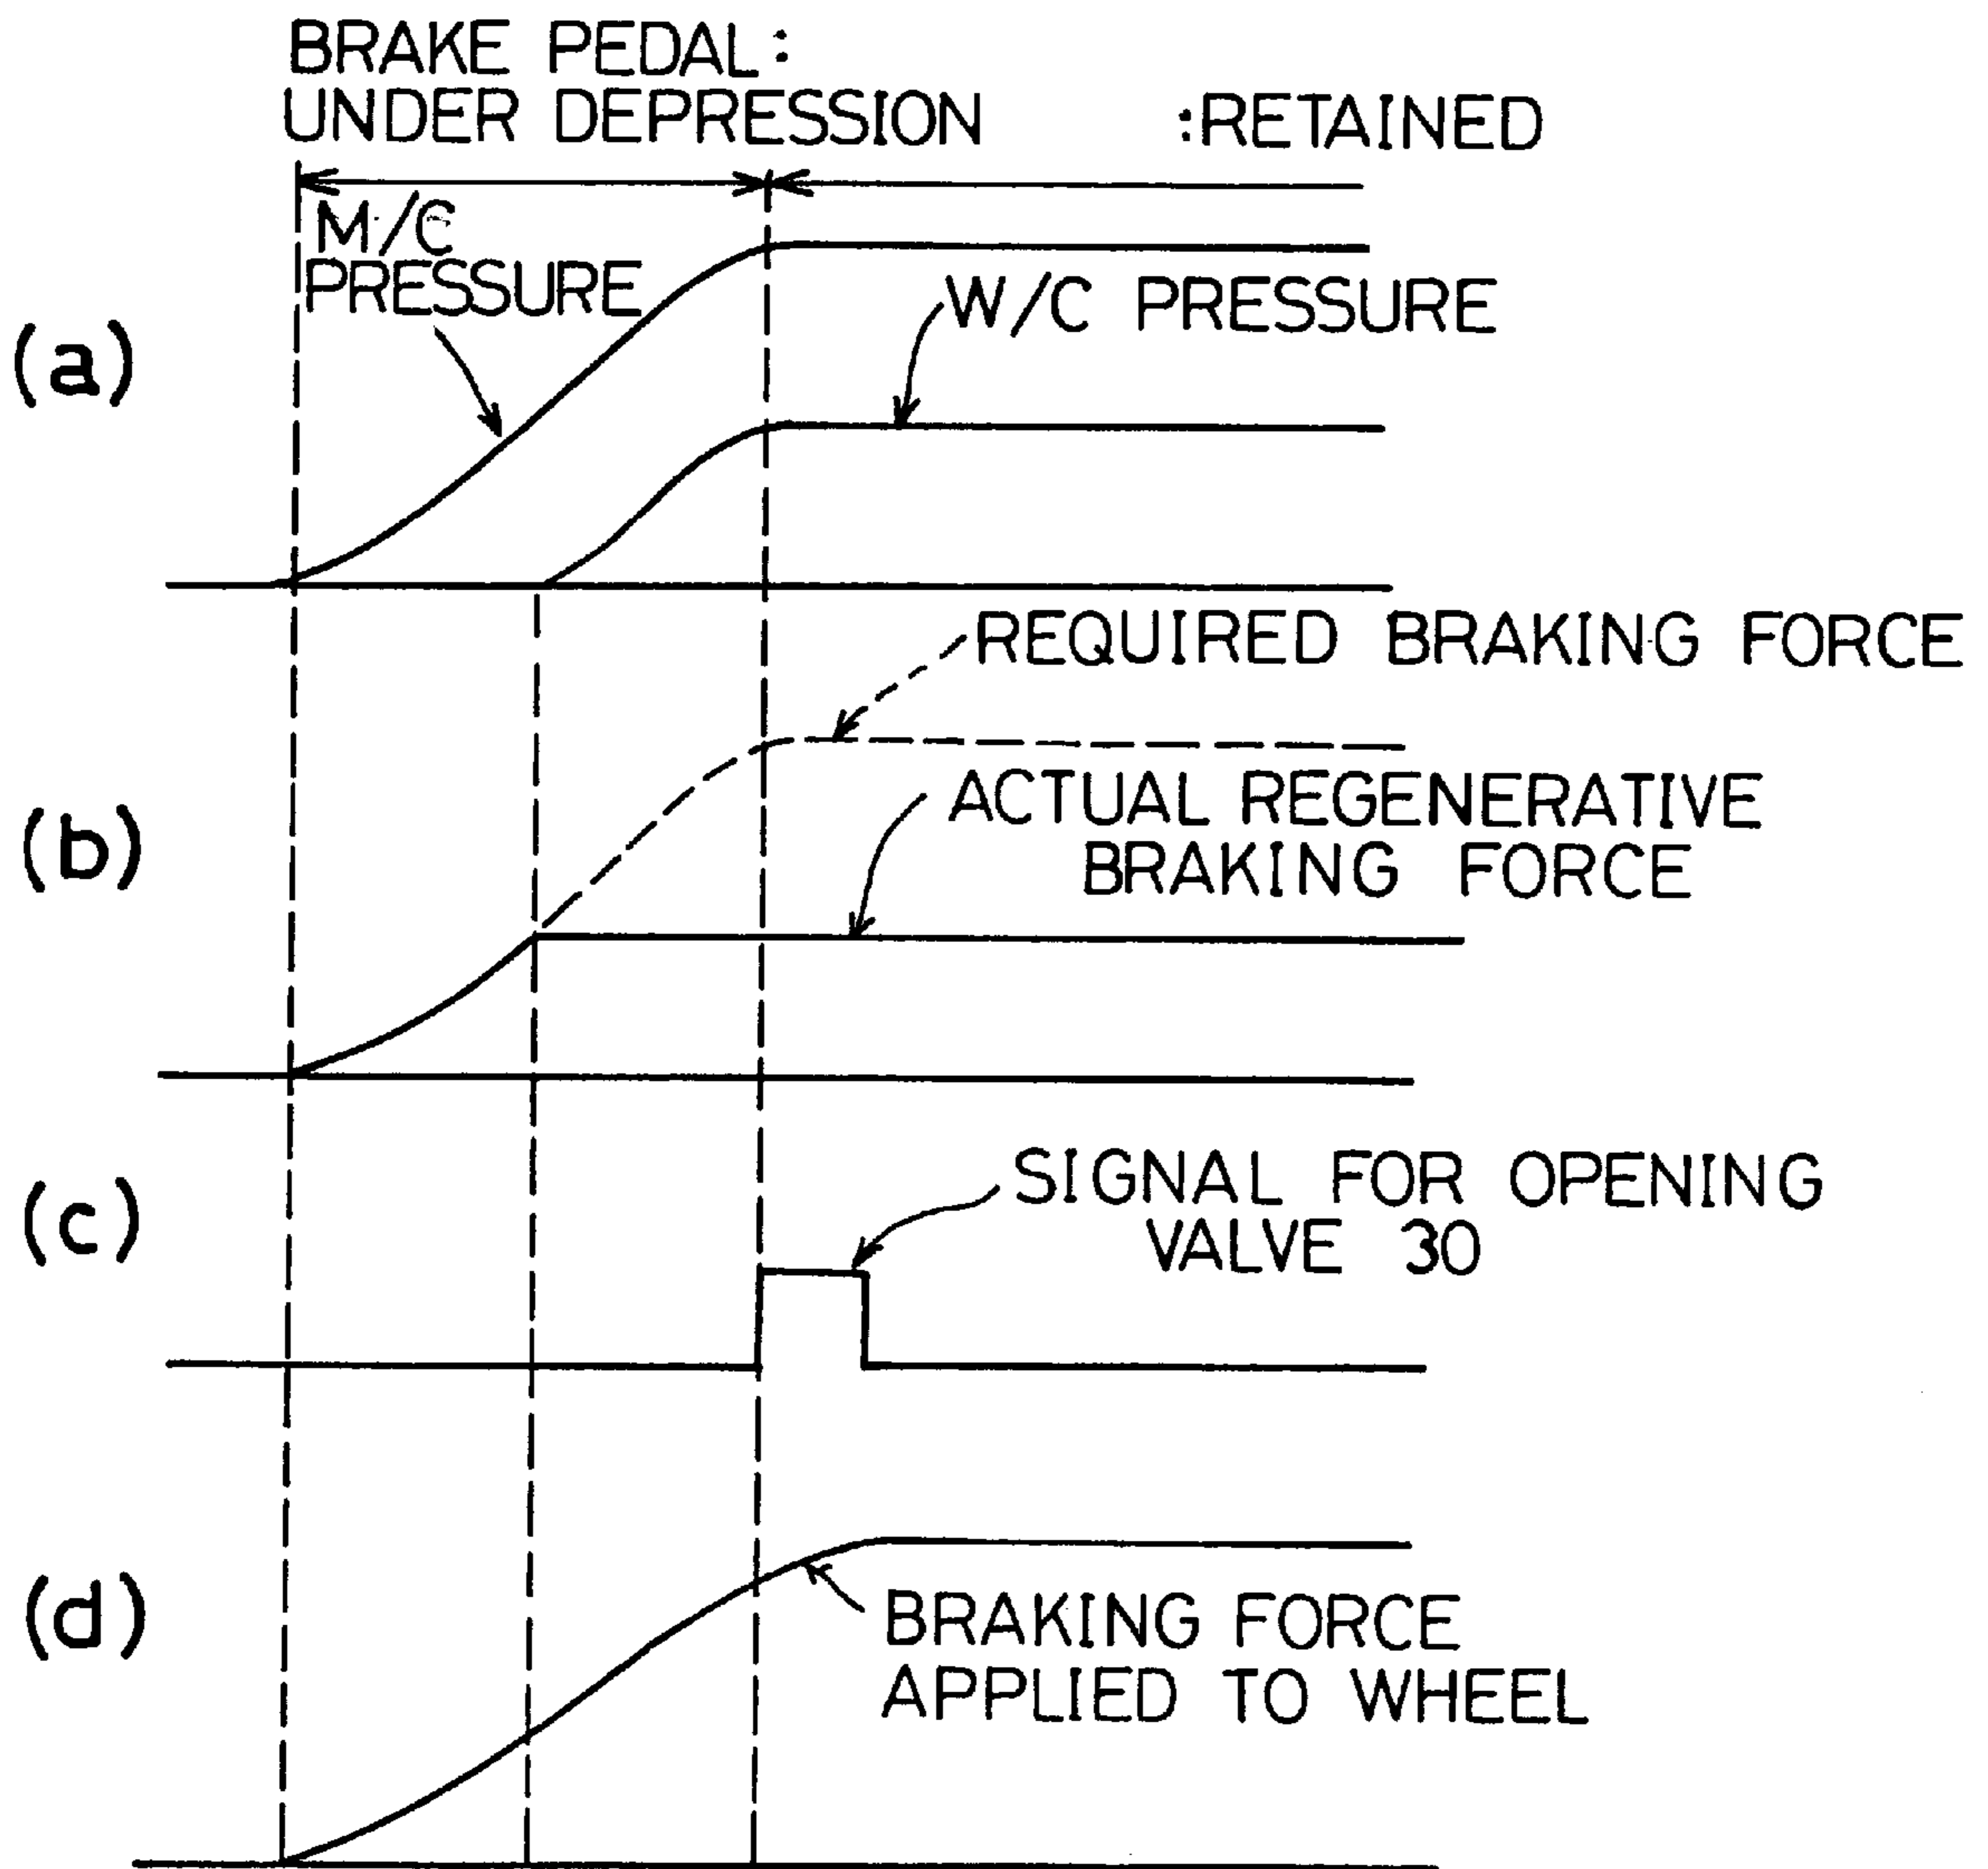 BRAKE PEDAL:
UNDER DEPRESSION :RETAINED
M/C
PRESSURE
W/C PRESSURE
(a)
REQUIRED BRAKING FORCE
ACTUAL REGENERATIVE
BRAKING FORCE
(b)
SIGNAL FOR OPENING
VALVE 30
(c)
BRAKING FORCE
APPLIED TO WHEEL
(d)